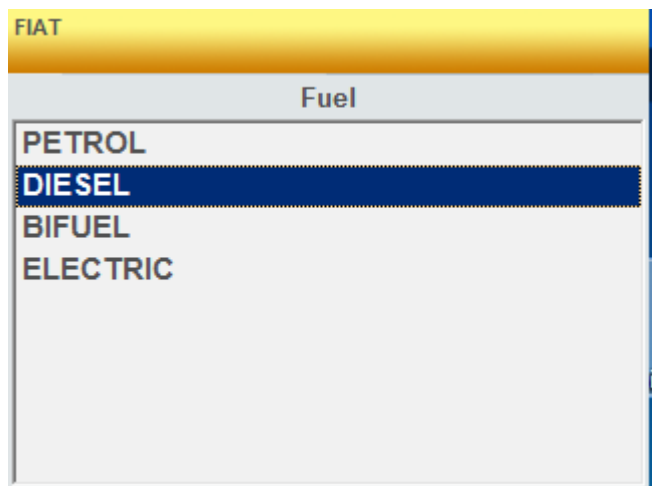 FIAT
Fuel
PETROL
DIESEL
BIFUEL
ELECTRIC